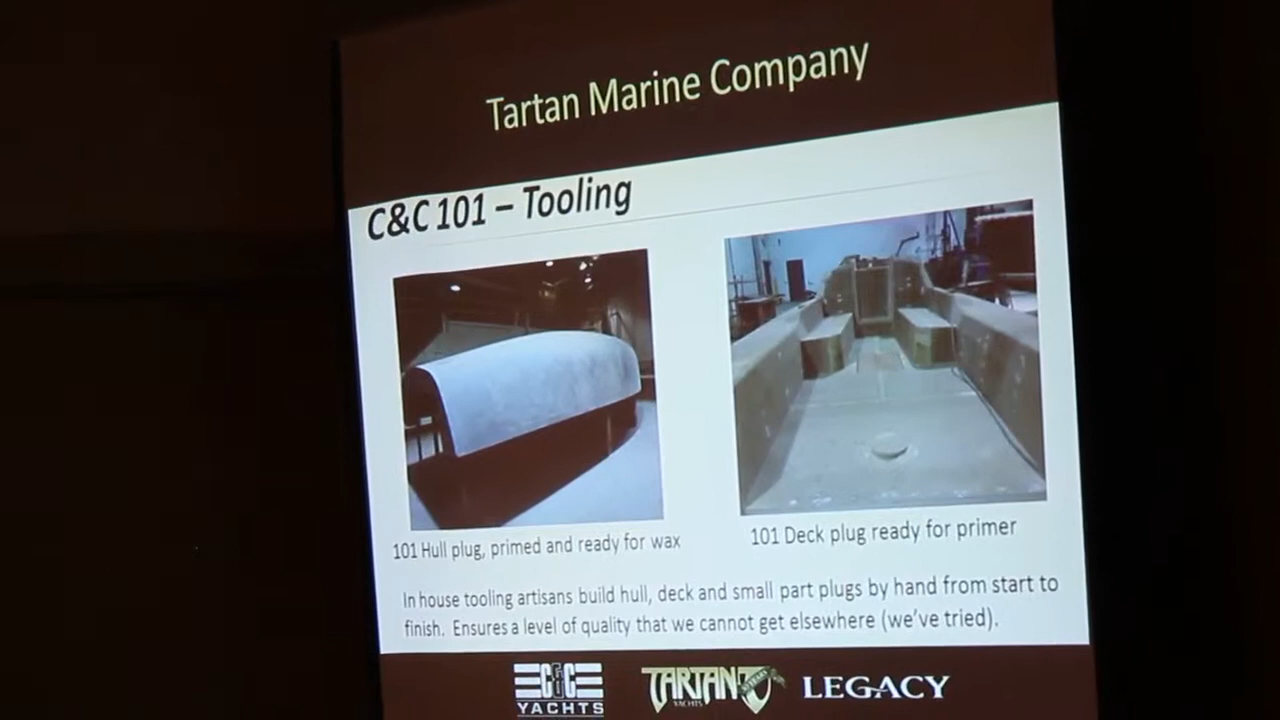 Tartan Marine Company
C&C 101 – Tooling
101 Hull plug, primed and ready for wax
101 Deck plug ready for primer
In house tooling artisans build hull, deck and small part plugs by hand from start to
finish. Ensures a level of quality that we cannot get elsewhere (we've tried).
C&C
YACHTS
TARTAN
YACHTS
LEGACY